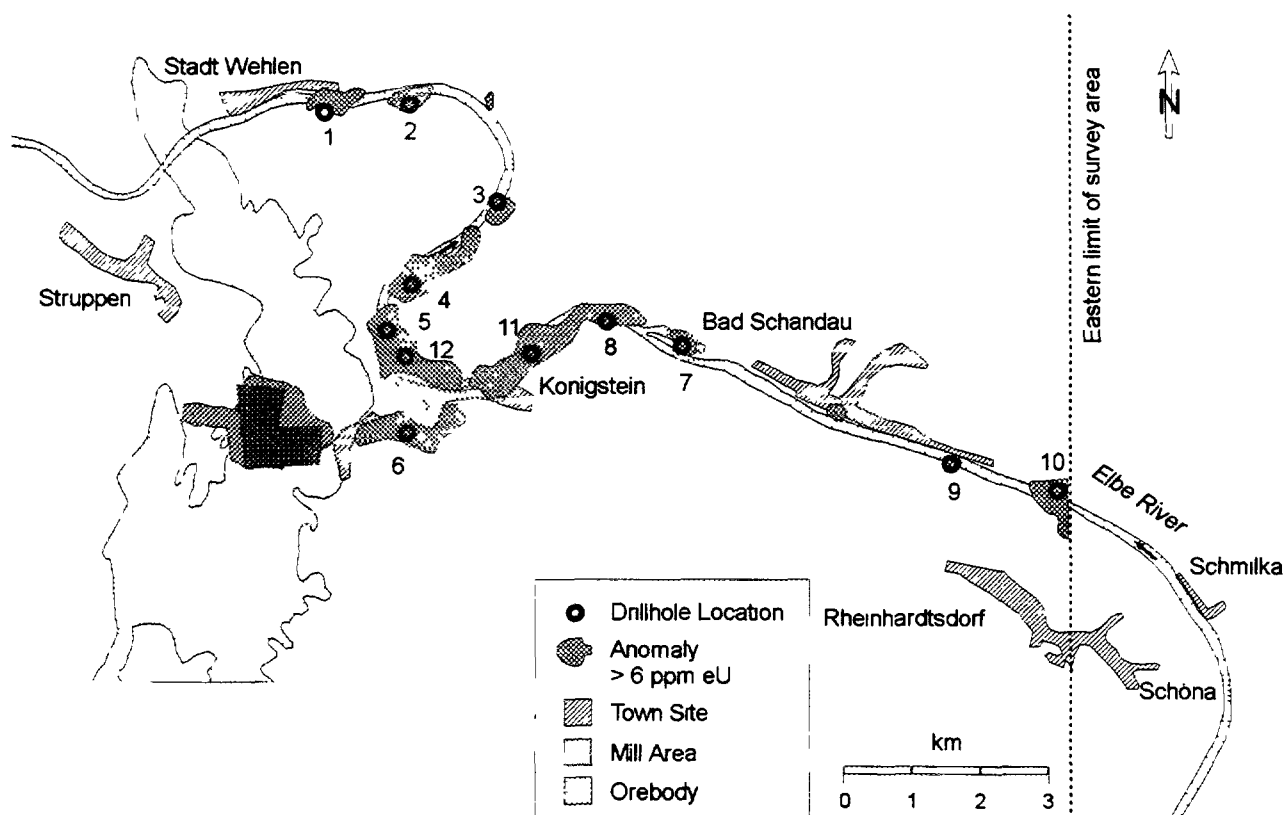 Stadt Wehlen
N
1
2
3
Eastern limit of survey area
Struppen
4
5
12
11
8
7
Bad Schandau
Konigstein
6
9
10
Elbe River
Schmilka
Rheinhardtsdorf
Schöna
Drillhole Location
Anomaly
> 6 ppm eU
Town Site
Mill Area
Orebody
km
0 1 2 3